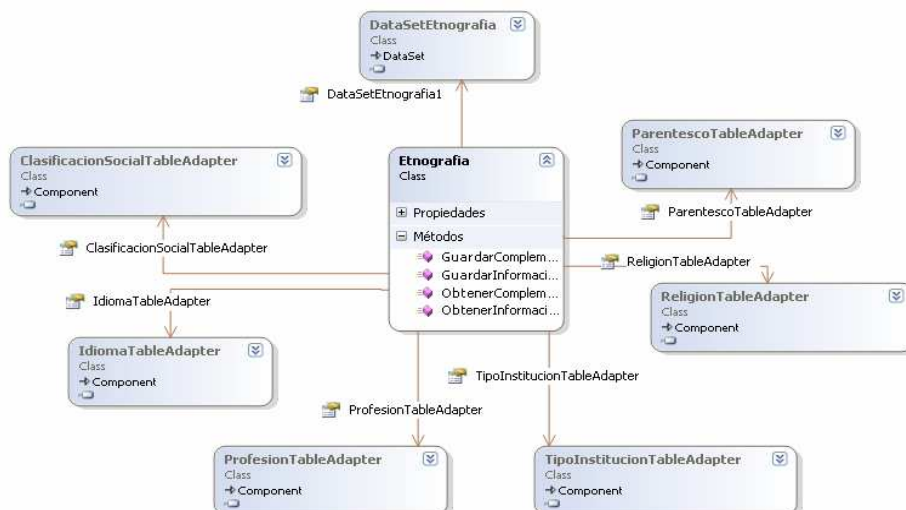 DataSetEtnografia
Class
DataSet
DataSetEtnografia1
ClasificacionSocialTableAdapter
Class
Component
Etnografia
Class
Propiedades
Métodos
GuardarComplem...
GuardarInformaci...
ObtenerComplem...
ObtenerInformaci...
ParentescoTableAdapter
Class
Component
ParentescoTableAdapter
ClasificacionSocialTableAdapter
ReligionTableAdapter
IdiomaTableAdapter
ReligionTableAdapter
Class
Component
IdiomaTableAdapter
Class
Component
TipoInstitucionTableAdapter
ProfesionTableAdapter
ProfesionTableAdapter
Class
Component
TipoInstitucionTableAdapter
Class
Component